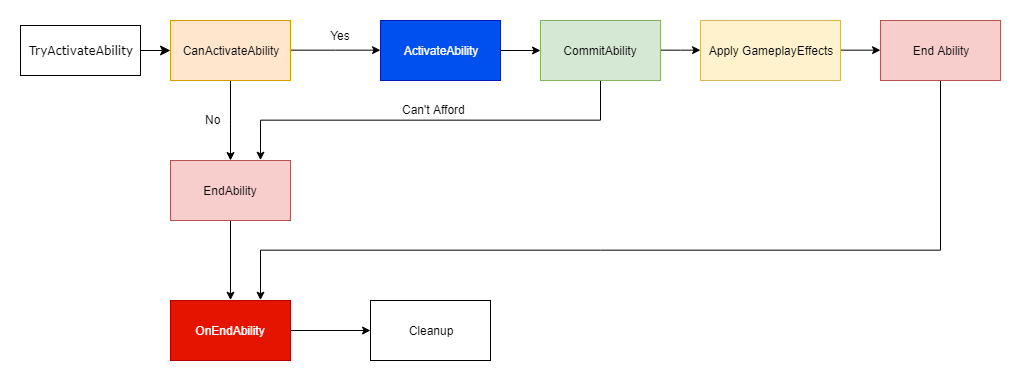 TryActivateAbility
CanActivateAbility
Yes
ActivateAbility
CommitAbility
Apply GameplayEffects
End Ability
No
Can't Afford
EndAbility
OnEndAbility
Cleanup